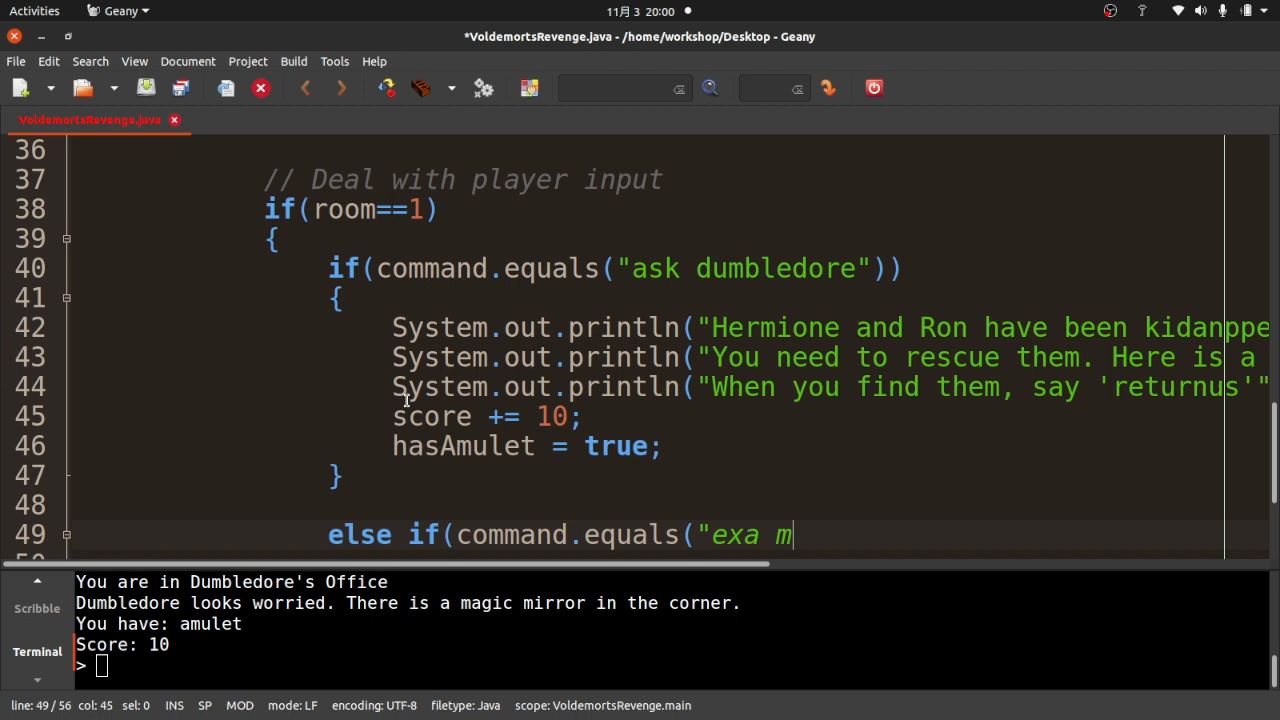 Activities Geany 11月 3 20:00
*VoldemortsRevenge.java - /home/workshop/Desktop - Geany
File Edit Search View Document Project Build Tools Help
VoldemortsRevenge.java
36
37 // Deal with player input
38 if(room==1)
39 {
40 if(command.equals("ask dumbledore"))
41 {
42 System.out.println("Hermione and Ron have been kidanppe
43 System.out.println("You need to rescue them. Here is a
44 System.out.println("When you find them, say 'returnus'"
45 score += 10;
46 hasAmulet = true;
47 }
48
49 else if(command.equals("exa m
50
You are in Dumbledore's Office
Scribble Dumbledore looks worried. There is a magic mirror in the corner.
You have: amulet
Terminal Score: 10
>
line: 49 / 56 col: 45 sel: 0 INS SP MOD mode: LF encoding: UTF-8 filetype: Java scope: VoldemortsRevenge.main